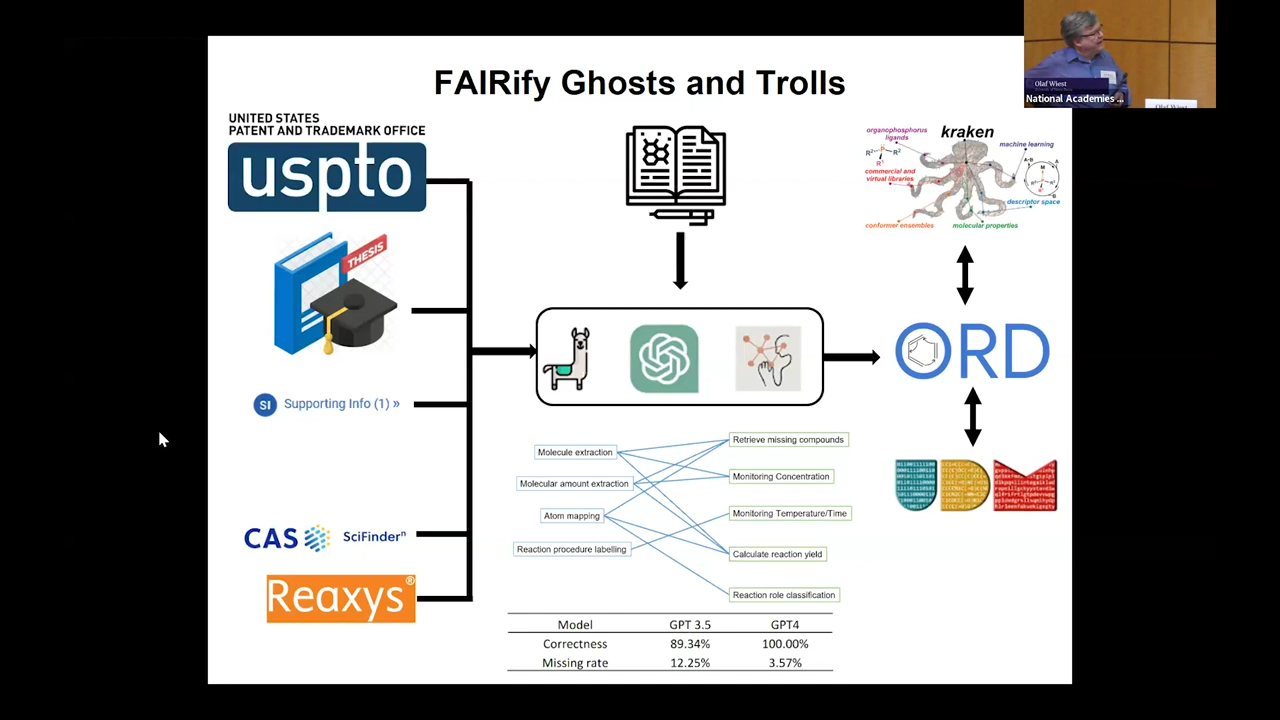 FAIRify Ghosts and Trolls
Olaf Wiest
National Academies ...
Olaf Wiest
UNITED STATES
PATENT AND TRADEMARK OFFICE
uspto
THESIS
SI Supporting Info (1) »
CAS SciFinderⁿ
Reaxys®
kraken
organophosphorus
ligands
machine learning
commercial and
virtual libraries
descriptor space
conformer ensembles
molecular properties
ORD
UDM
Molecule extraction
Molecular amount extraction
Atom mapping
Reaction procedure labelling
Retrieve missing compounds
Monitoring Concentration
Monitoring Temperature/Time
Calculate reaction yield
Reaction role classification
Model GPT 3.5 GPT4
Correctness 89.34% 100.00%
Missing rate 12.25% 3.57%